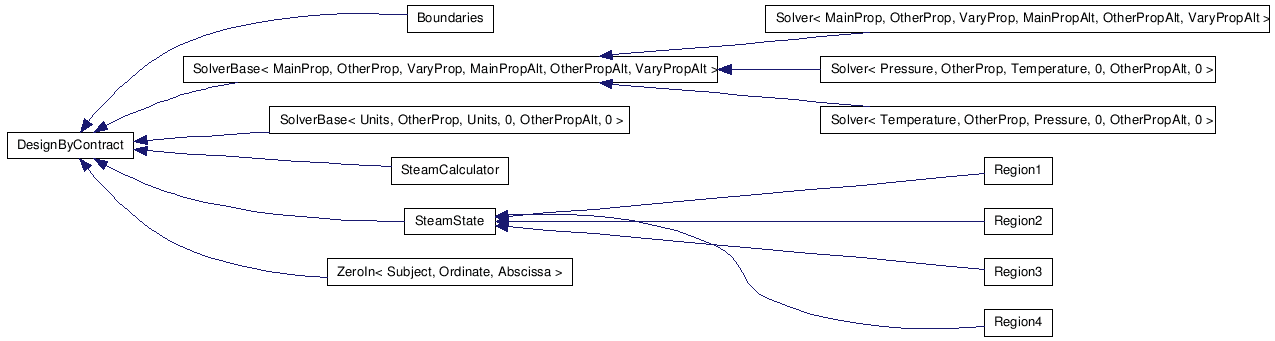 Boundaries
Solver< MainProp, OtherProp, VaryProp, MainPropAlt, OtherPropAlt, VaryPropAlt >
SolverBase< MainProp, OtherProp, VaryProp, MainPropAlt, OtherPropAlt, VaryPropAlt >
Solver< Pressure, OtherProp, Temperature, 0, OtherPropAlt, 0 >
SolverBase< Units, OtherProp, Units, 0, OtherPropAlt, 0 >
Solver< Temperature, OtherProp, Pressure, 0, OtherPropAlt, 0 >
DesignByContract
SteamCalculator
Region1
SteamState
Region2
ZeroIn< Subject, Ordinate, Abscissa >
Region3
Region4